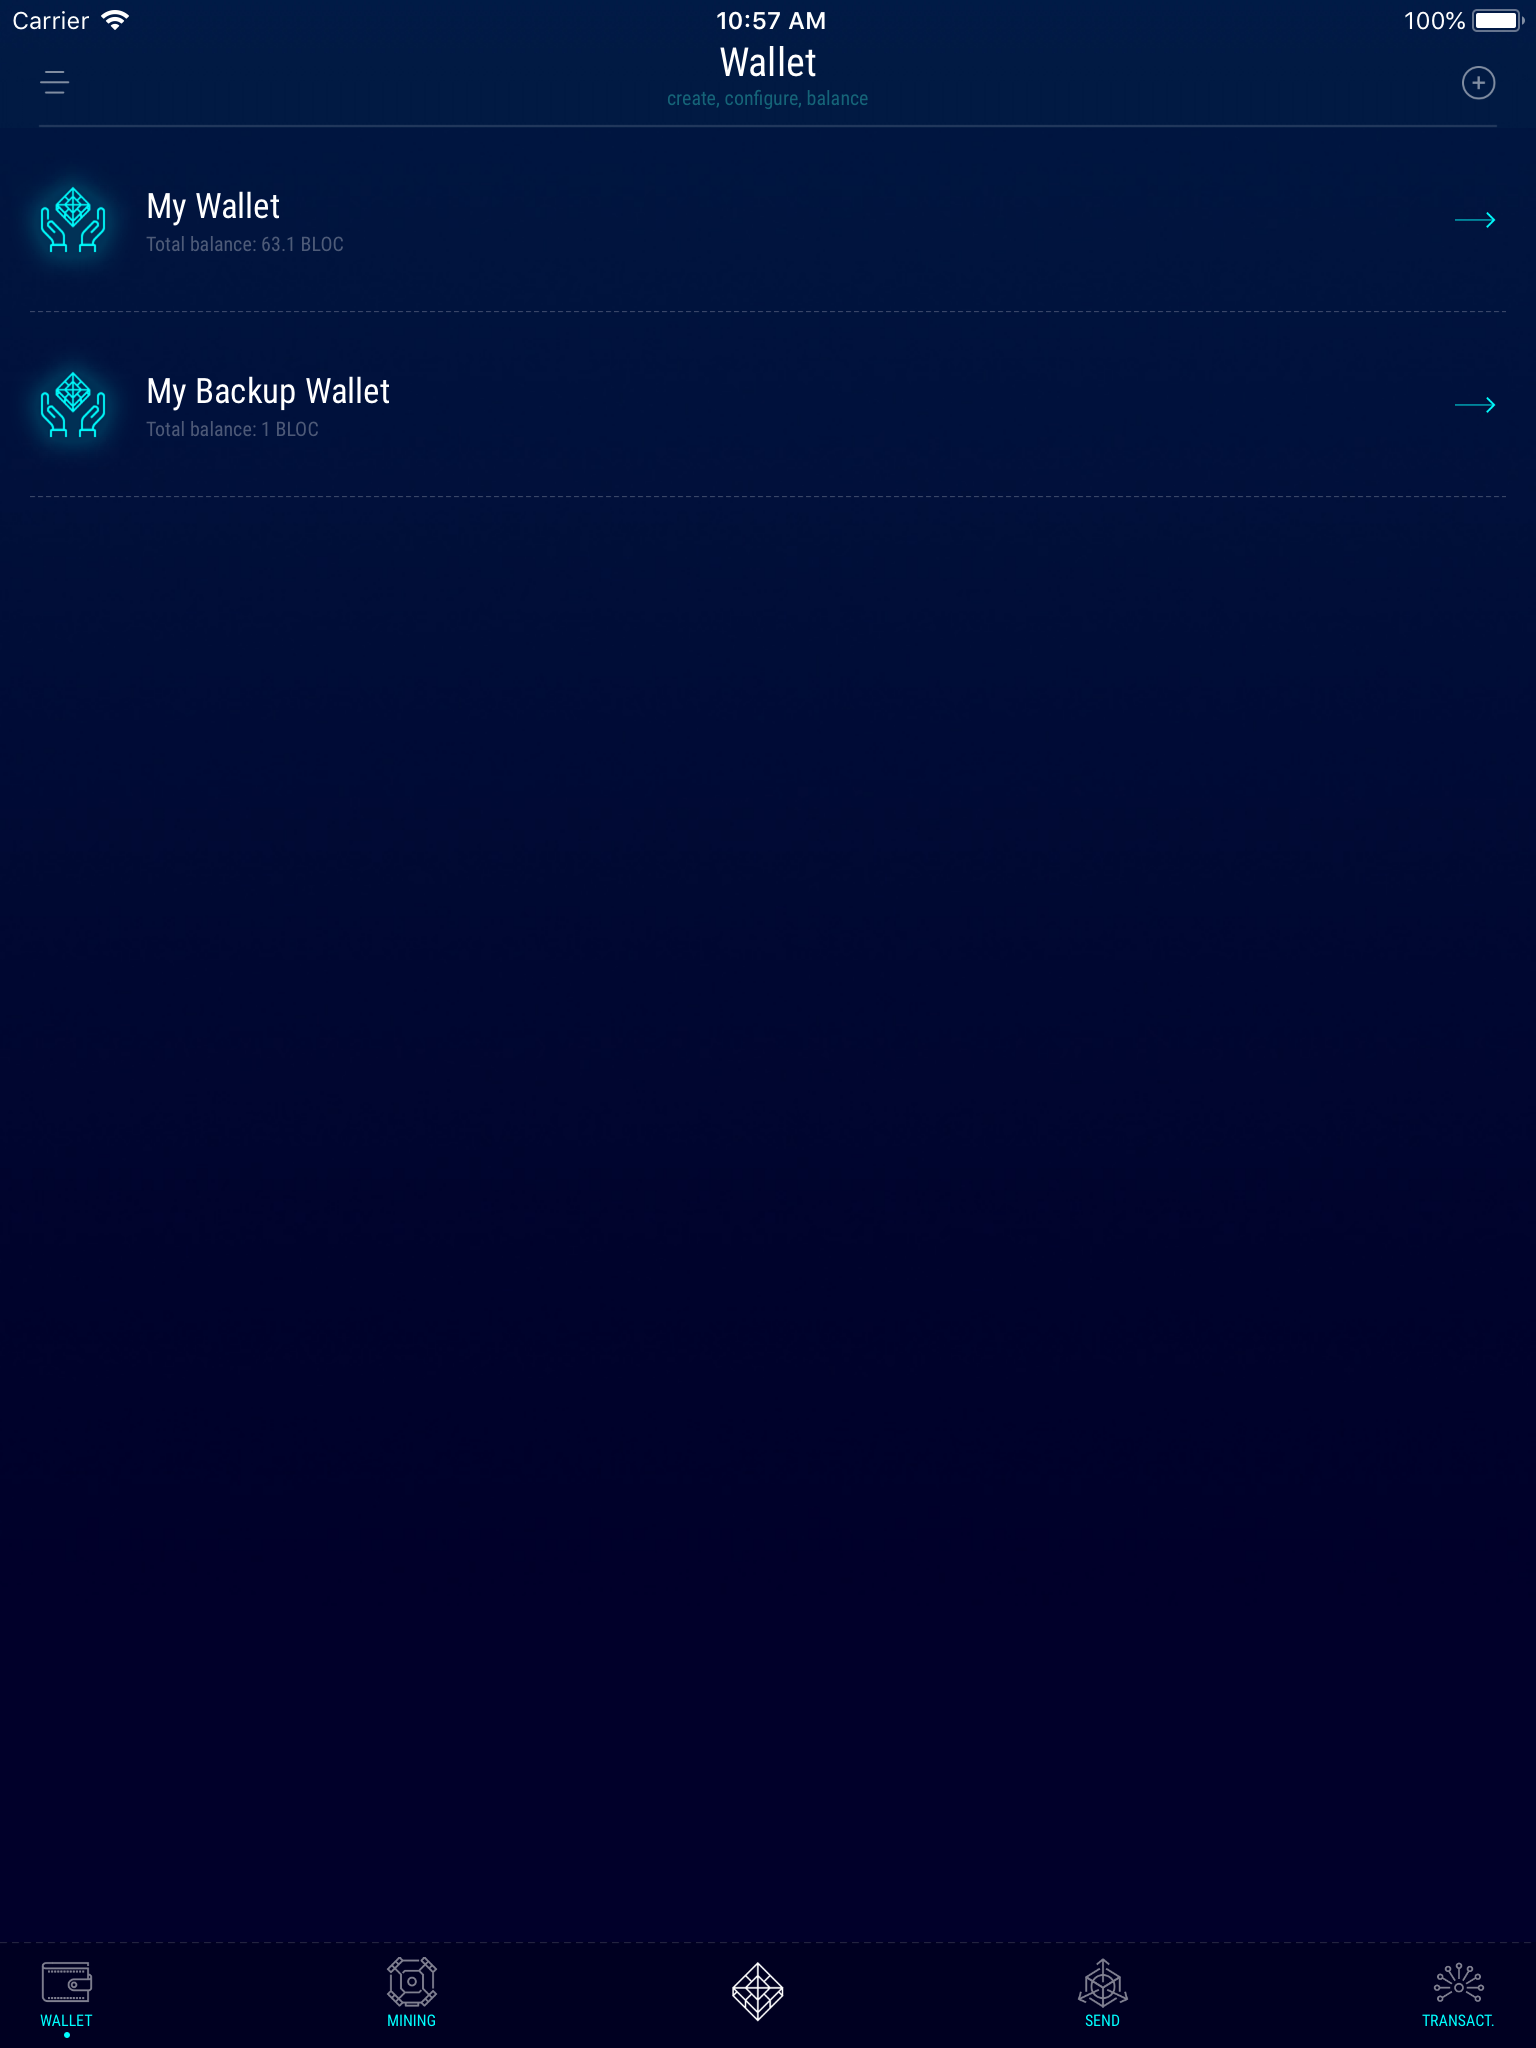 Carrier 10:57 AM 100%
Wallet
create, configure, balance
My Wallet
Total balance: 63.1 BLOC
My Backup Wallet
Total balance: 1 BLOC
WALLET MINING SEND TRANSACT.